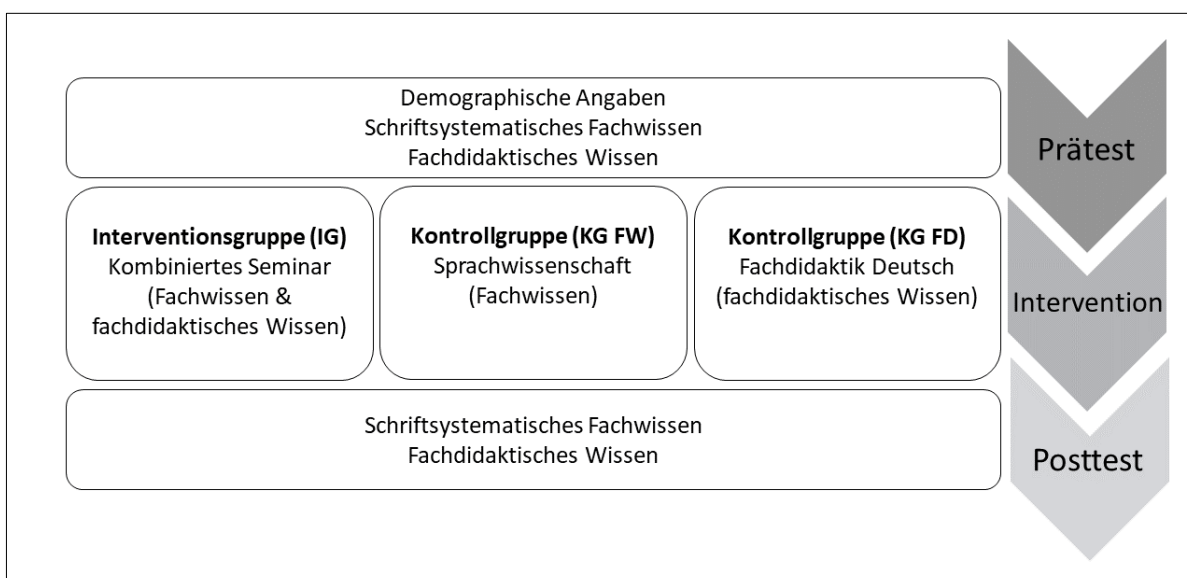 Demographische Angaben
Schriftsystematisches Fachwissen
Fachdidaktisches Wissen
Prätest
Interventionsgruppe (IG)
Kombiniertes Seminar
(Fachwissen &
fachdidaktisches Wissen)
Kontrollgruppe (KG FW)
Sprachwissenschaft
(Fachwissen)
Kontrollgruppe (KG FD)
Fachdidaktik Deutsch
(fachdidaktisches Wissen)
Intervention
Schriftsystematisches Fachwissen
Fachdidaktisches Wissen
Posttest